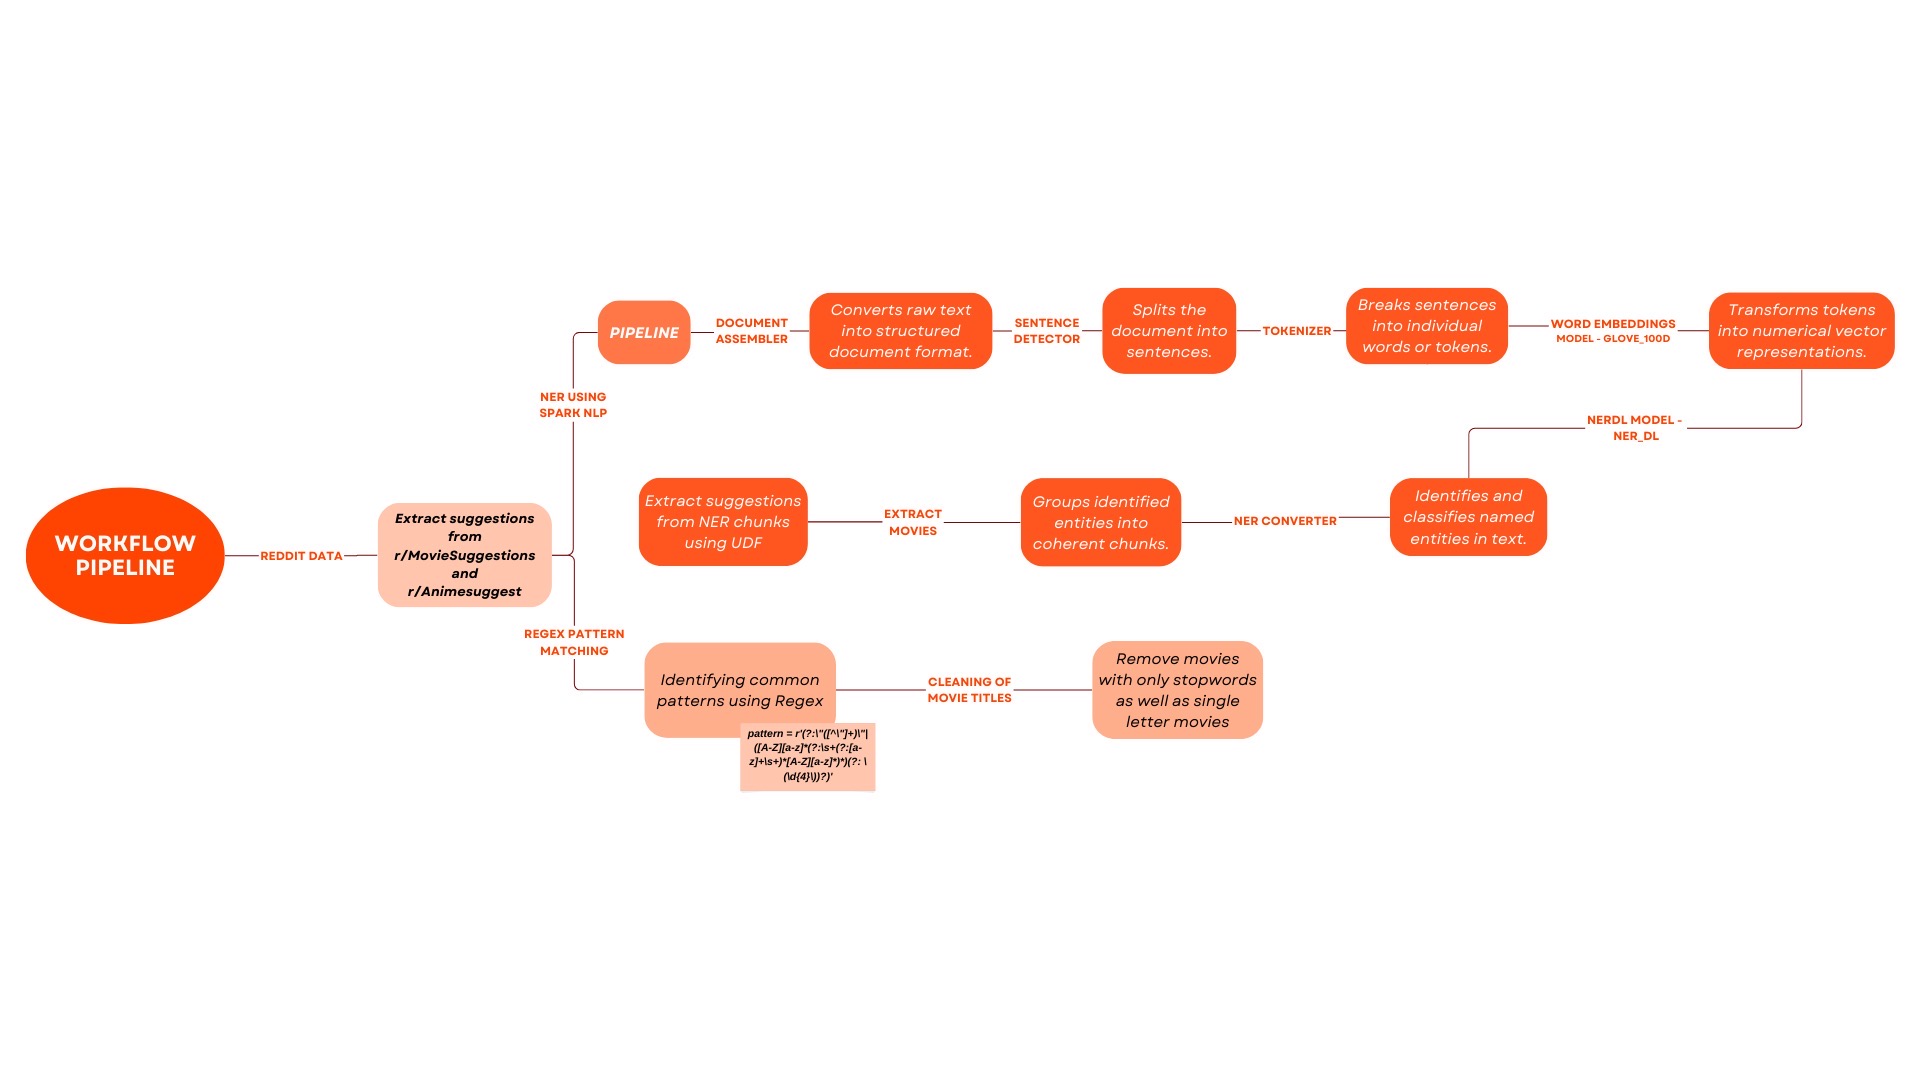 WORKFLOW
PIPELINE
REDDIT DATA
Extract suggestions
from
r/MovieSuggestions
and
r/Animesuggest
NER USING
SPARK NLP
PIPELINE
DOCUMENT
ASSEMBLER
Converts raw text
into structured
document format.
SENTENCE
DETECTOR
Splits the
document into
sentences.
TOKENIZER
Breaks sentences
into individual
words or tokens.
WORD EMBEDDINGS
MODEL - GLOVE_100D
Transforms tokens
into numerical vector
representations.
NERDL MODEL -
NER_DL
Identifies and
classifies named
entities in text.
NER CONVERTER
Groups identified
entities into
coherent chunks.
EXTRACT
MOVIES
Extract suggestions
from NER chunks
using UDF
REGEX PATTERN
MATCHING
Identifying common
patterns using Regex
pattern = r'(?:\"([^\"]+)\"|
([A-Z][a-z]*(?:\s+(?:[a-
z]+\s+)*[A-Z][a-z]*)*)(?: \
(\d{4}\))?)'
CLEANING OF
MOVIE TITLES
Remove movies
with only stopwords
as well as single
letter movies